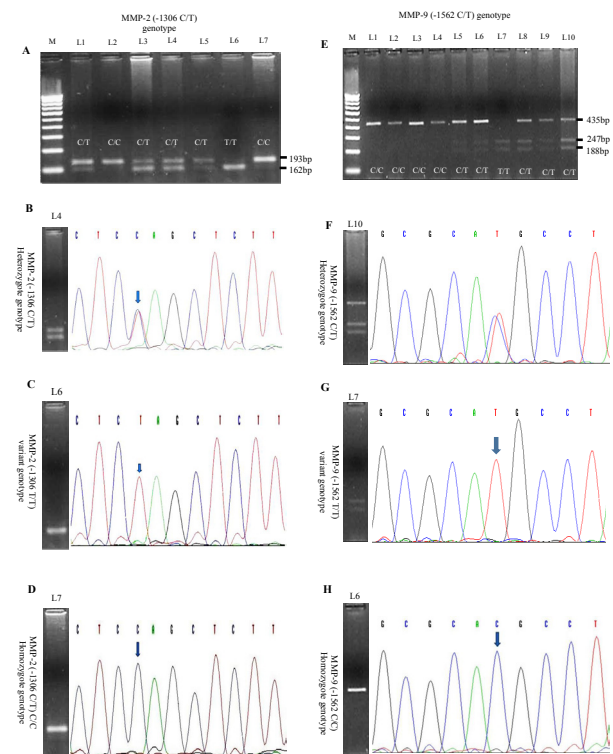 MMP-2 (-1306 C/T)
genotype
A
M L1 L2 L3 L4 L5 L6 L7
C/T C/C C/T C/T C/T T/T C/C
193bp
162bp
MMP-9 (-1562 C/T) genotype
E
M L1 L2 L3 L4 L5 L6 L7 L8 L9 L10
435bp
247bp
188bp
C/C C/C C/C C/C C/T C/T T/T C/T C/T C/T
B
L4
MMP-2 (-1306 C/T)
Heterozygote genotype
C T C C A G C T C T T
F
L10
MMP-9 (-1562 C/T)
Heterozygote genotype
G C G C A T G C C T
C
L6
MMP-2 (-1306 T/T)
variant genotype
C T C T A G C T C T T
G
L7
MMP-9 (-1562 T/T)
variant genotype
G C G C A T G C C T
D
L7
MMP-2 (-1306 C/T) C/C
Homozygote genotype
C T C C A G C T C T T
H
L6
MMP-9 (-1562 C/C)
Homozygote genotype
G C G C A C G C C T